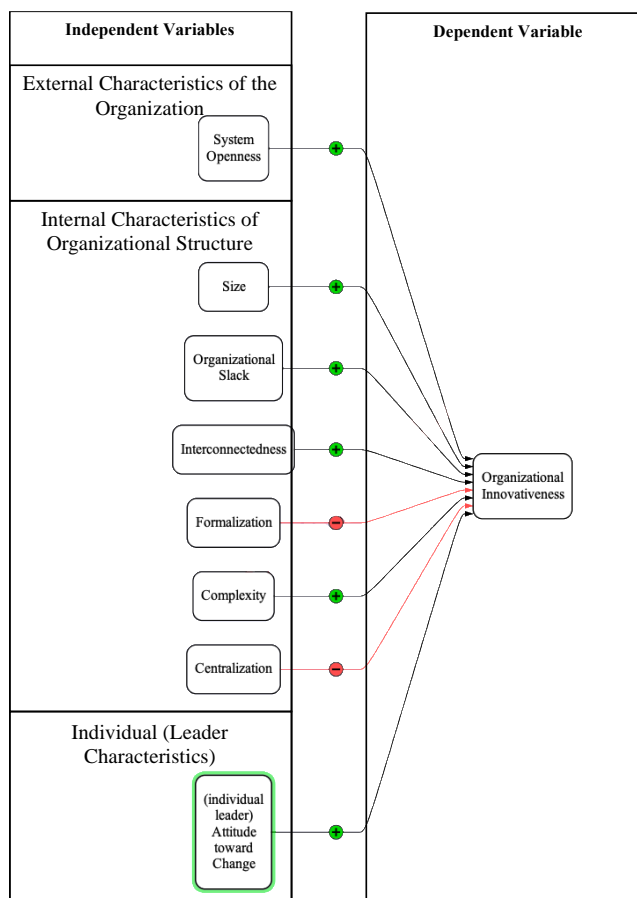 Independent Variables
Dependent Variable
External Characteristics of the
Organization
System
Openness
+
Internal Characteristics of
Organizational Structure
Size
+
Organizational
Slack
+
Interconnectedness
+
Organizational
Innovativeness
Formalization
−
Complexity
+
Centralization
−
Individual (Leader
Characteristics)
(individual
leader)
Attitude
toward
Change
+